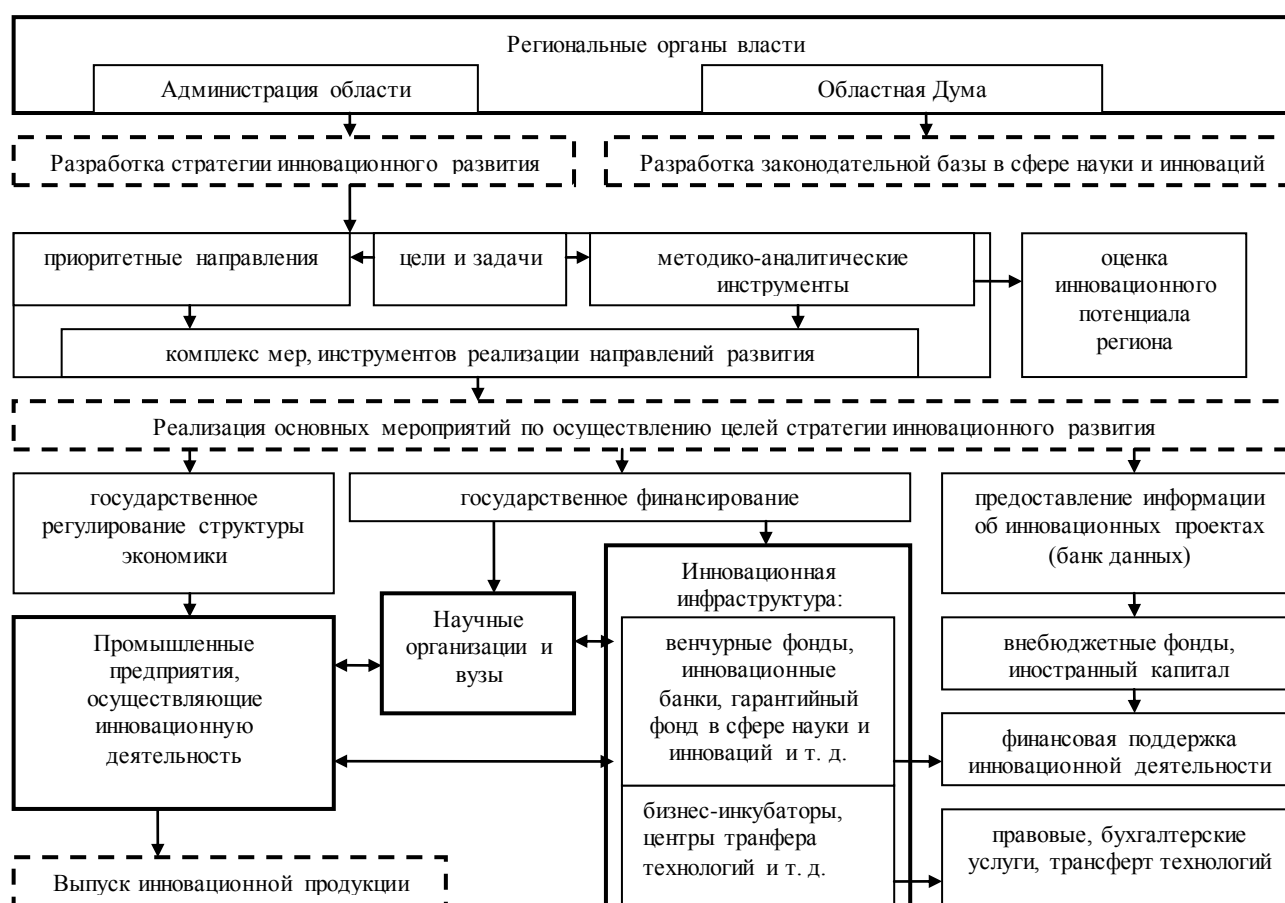 Региональные органы власти
Администрация области
Областная Дума
Разработка стратегии инновационного развития
Разработка законодательной базы в сфере науки и инноваций
приоритетные направления
цели и задачи
методико-аналитические
инструменты
оценка
инновационного
потенциала
региона
комплекс мер, инструментов реализации направлений развития
Реализация основных мероприятий по осуществлению целей стратегии инновационного развития
государственное
регулирование структуры
экономики
государственное финансирование
предоставление информации
об инновационных проектах
(банк данных)
Промышленные
предприятия,
осуществляющие
инновационную
деятельность
Научные
организации и
вузы
Инновационная
инфраструктура:
венчурные фонды,
инновационные
банки, гарантийный
фонд в сфере науки и
инноваций и т. д.
внебюджетные фонды,
иностранный капитал
финансовая поддержка
инновационной деятельности
бизнес-инкубаторы,
центры транфера
технологий и т. д.
правовые, бухгалтерские
услуги, трансферт технологий
Выпуск инновационной продукции